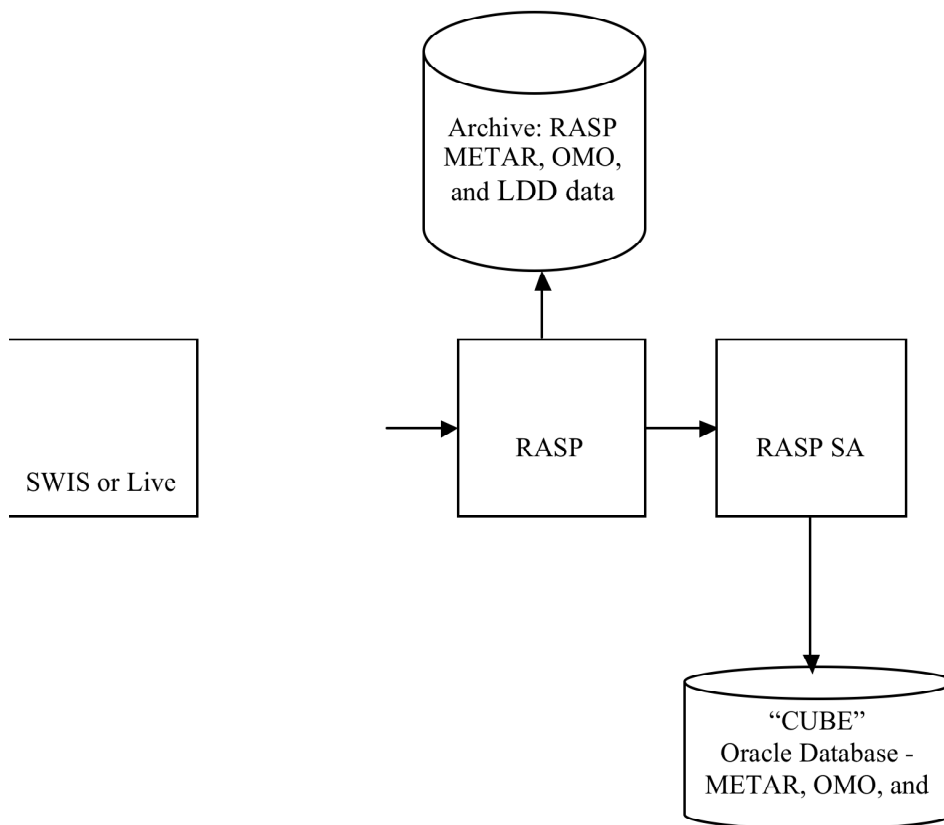 Archive: RASP
METAR, OMO,
and LDD data
SWIS or Live
RASP
RASP SA
“CUBE”
Oracle Database -
METAR, OMO, and